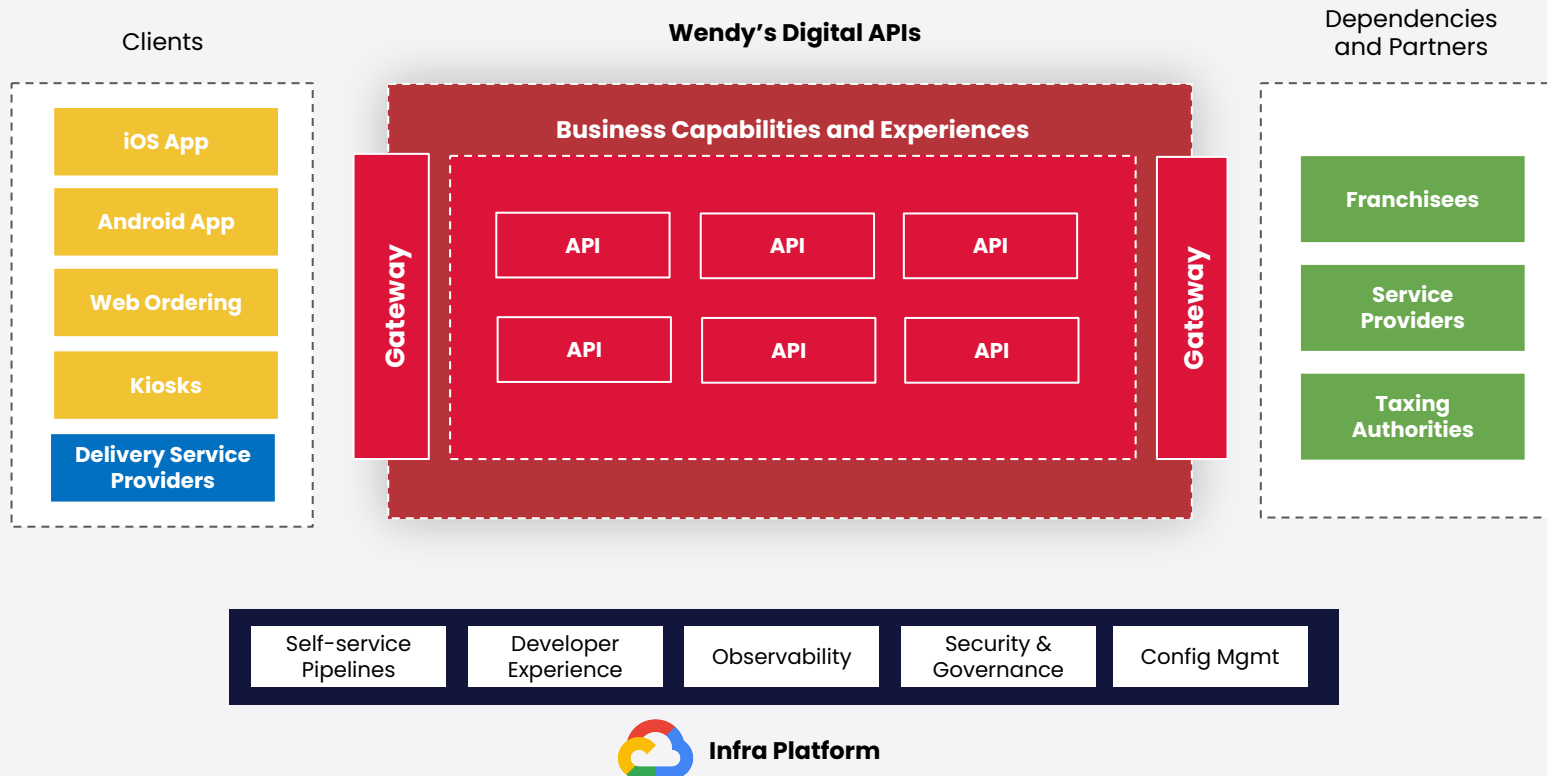 Clients
Wendy’s Digital APIs
Dependencies
and Partners
iOS App
Android App
Web Ordering
Kiosks
Delivery Service
Providers
Gateway
Business Capabilities and Experiences
API
API
API
API
API
API
Gateway
Franchisees
Service
Providers
Taxing
Authorities
Self-service
Pipelines
Developer
Experience
Observability
Security &
Governance
Config Mgmt
Infra Platform